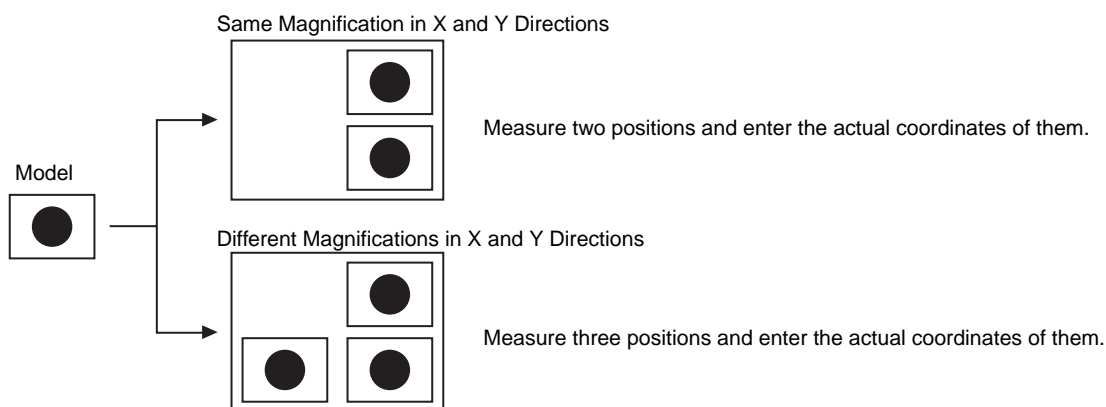 Same Magnification in X and Y Directions
Measure two positions and enter the actual coordinates of them.
Model
Different Magnifications in X and Y Directions
Measure three positions and enter the actual coordinates of them.